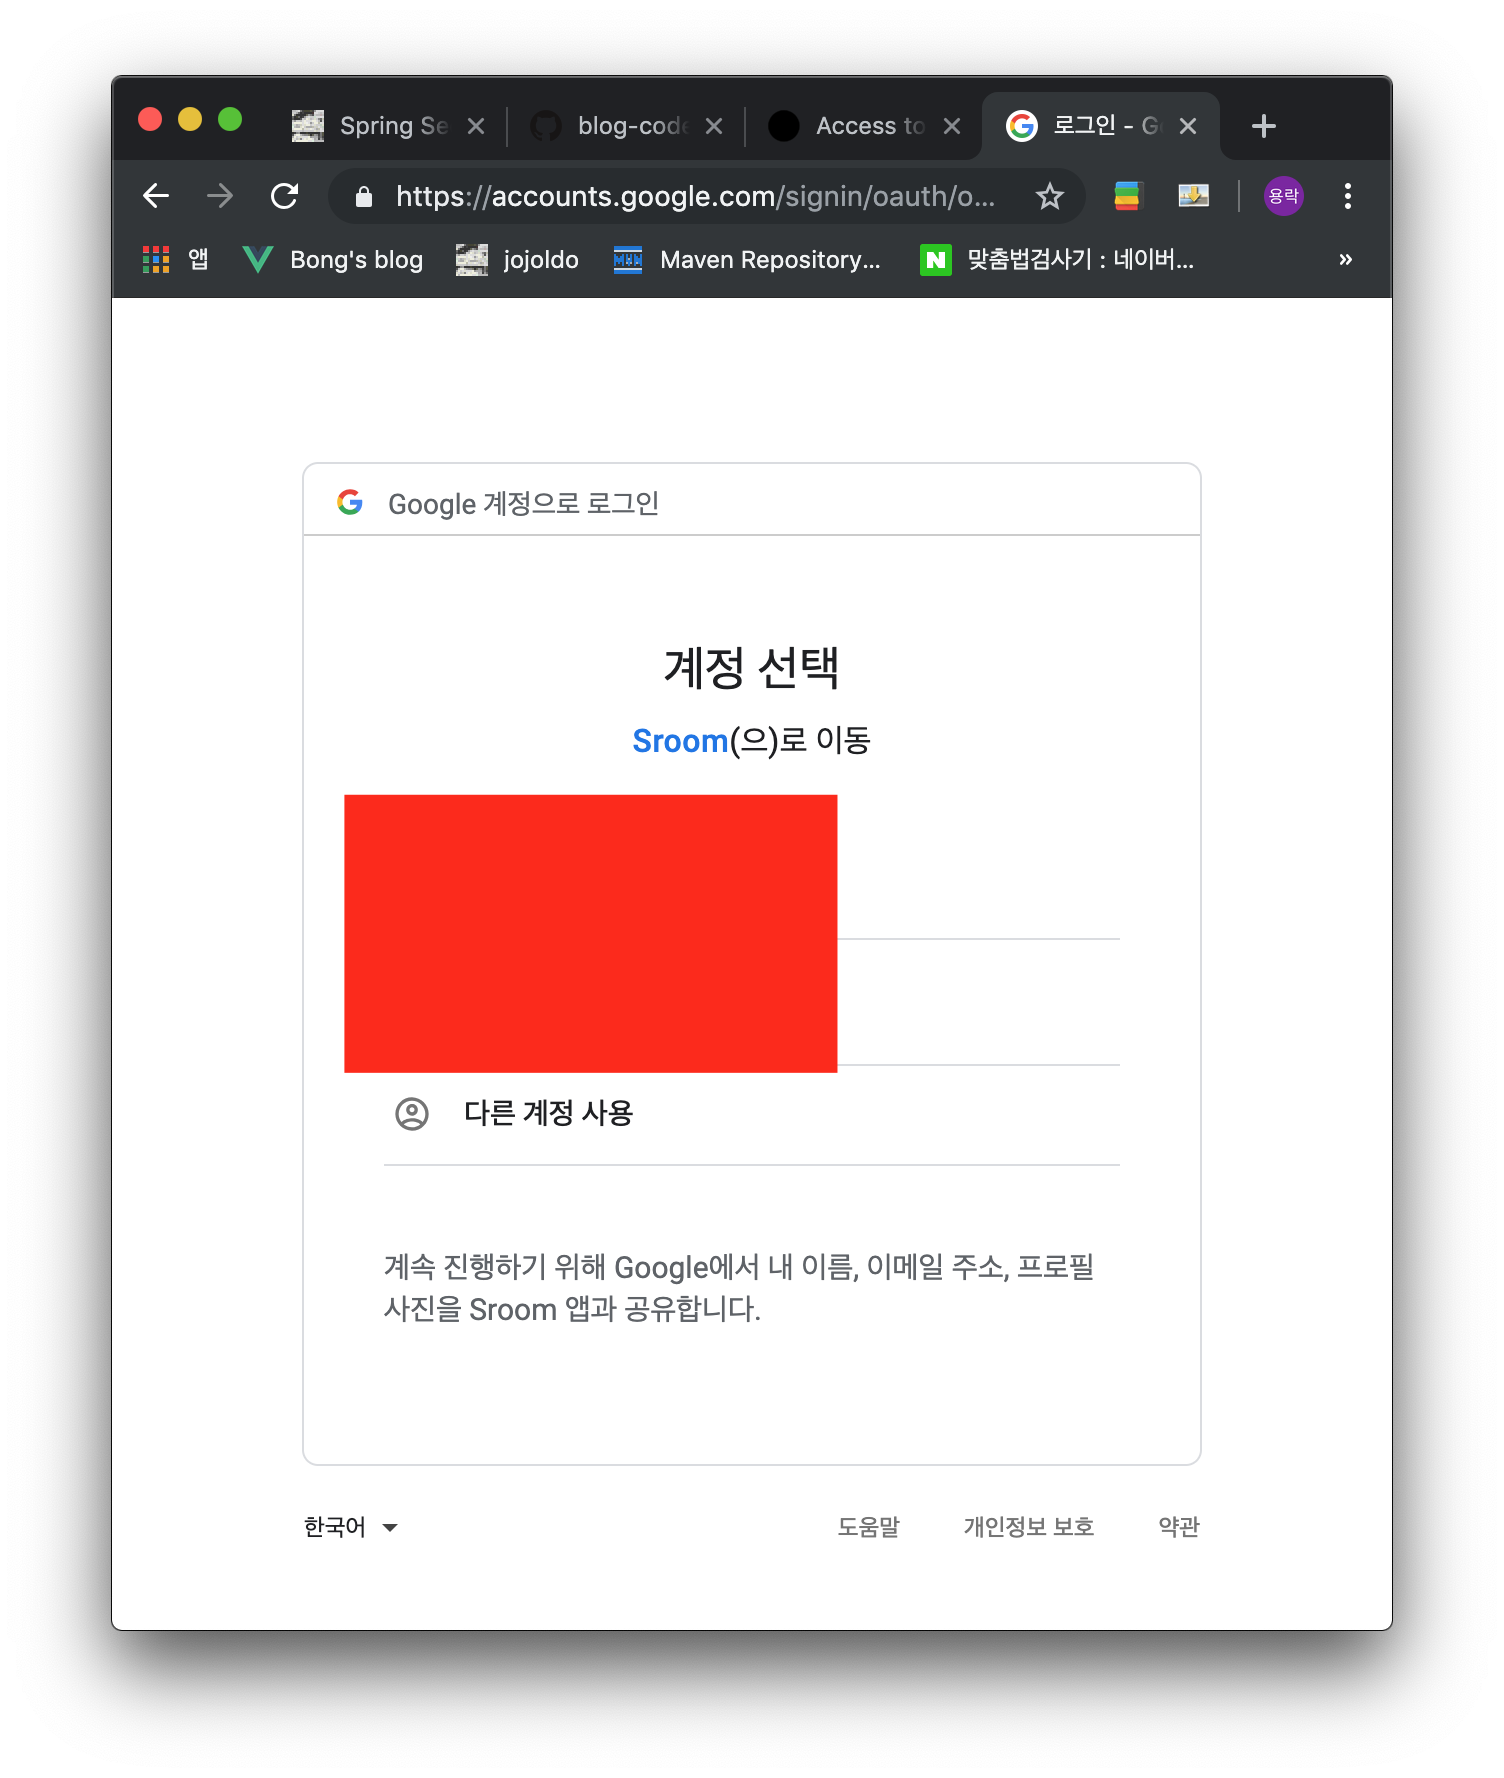 Spring Se
blog-code
Access to
로그인 - G
https://accounts.google.com/signin/oauth/o...
용락
앱
Bong's blog
jojoldo
Maven Repository...
맞춤법검사기 : 네이버...
»
Google 계정으로 로그인
계정 선택
Sroom(으)로 이동
다른 계정 사용
계속 진행하기 위해 Google에서 내 이름, 이메일 주소, 프로필
사진을 Sroom 앱과 공유합니다.
한국어
도움말
개인정보 보호
약관